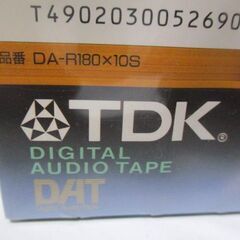 T4902030052690
品番 DA-R180×10S
TDK
DIGITAL
AUDIO TAPE
DAT